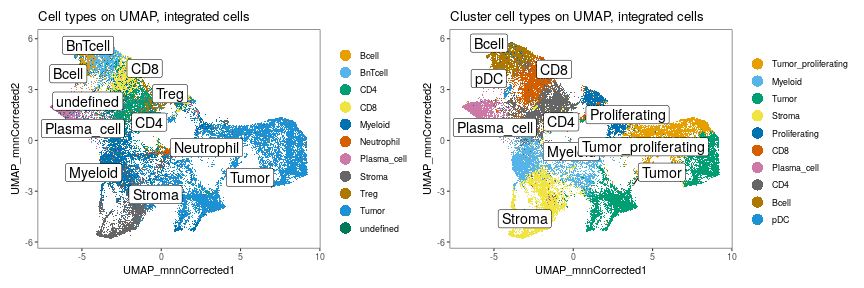 Cell types on UMAP, integrated cells
UMAP_mnnCorrected2
6
3
0
-3
-6
BnTcell
Bcell
CD8
Treg
undefined
CD4
Plasma_cell
Neutrophil
Myeloid
Tumor
Stroma
-5
0
5
10
UMAP_mnnCorrected1
Bcell
BnTcell
CD4
CD8
Myeloid
Neutrophil
Plasma_cell
Stroma
Treg
Tumor
undefined
Cluster cell types on UMAP, integrated cells
UMAP_mnnCorrected2
6
3
0
-3
-6
Bcell
CD8
pDC
Proliferating
CD4
Plasma_cell
Tumor_proliferating
Tumor
Stroma
-5
0
5
10
UMAP_mnnCorrected1
Tumor_proliferating
Myeloid
Tumor
Stroma
Proliferating
CD8
Plasma_cell
CD4
Bcell
pDC